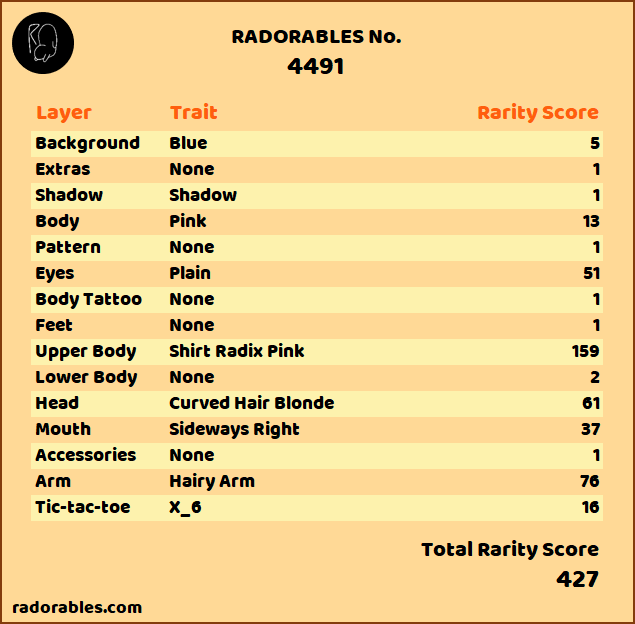 RADORABLES No.
4491
Layer Trait Rarity Score
Background Blue 5
Extras None 1
Shadow Shadow 1
Body Pink 13
Pattern None 1
Eyes Plain 51
Body Tattoo None 1
Feet None 1
Upper Body Shirt Radix Pink 159
Lower Body None 2
Head Curved Hair Blonde 61
Mouth Sideways Right 37
Accessories None 1
Arm Hairy Arm 76
Tic-tac-toe X_6 16
Total Rarity Score
427
radorables.com